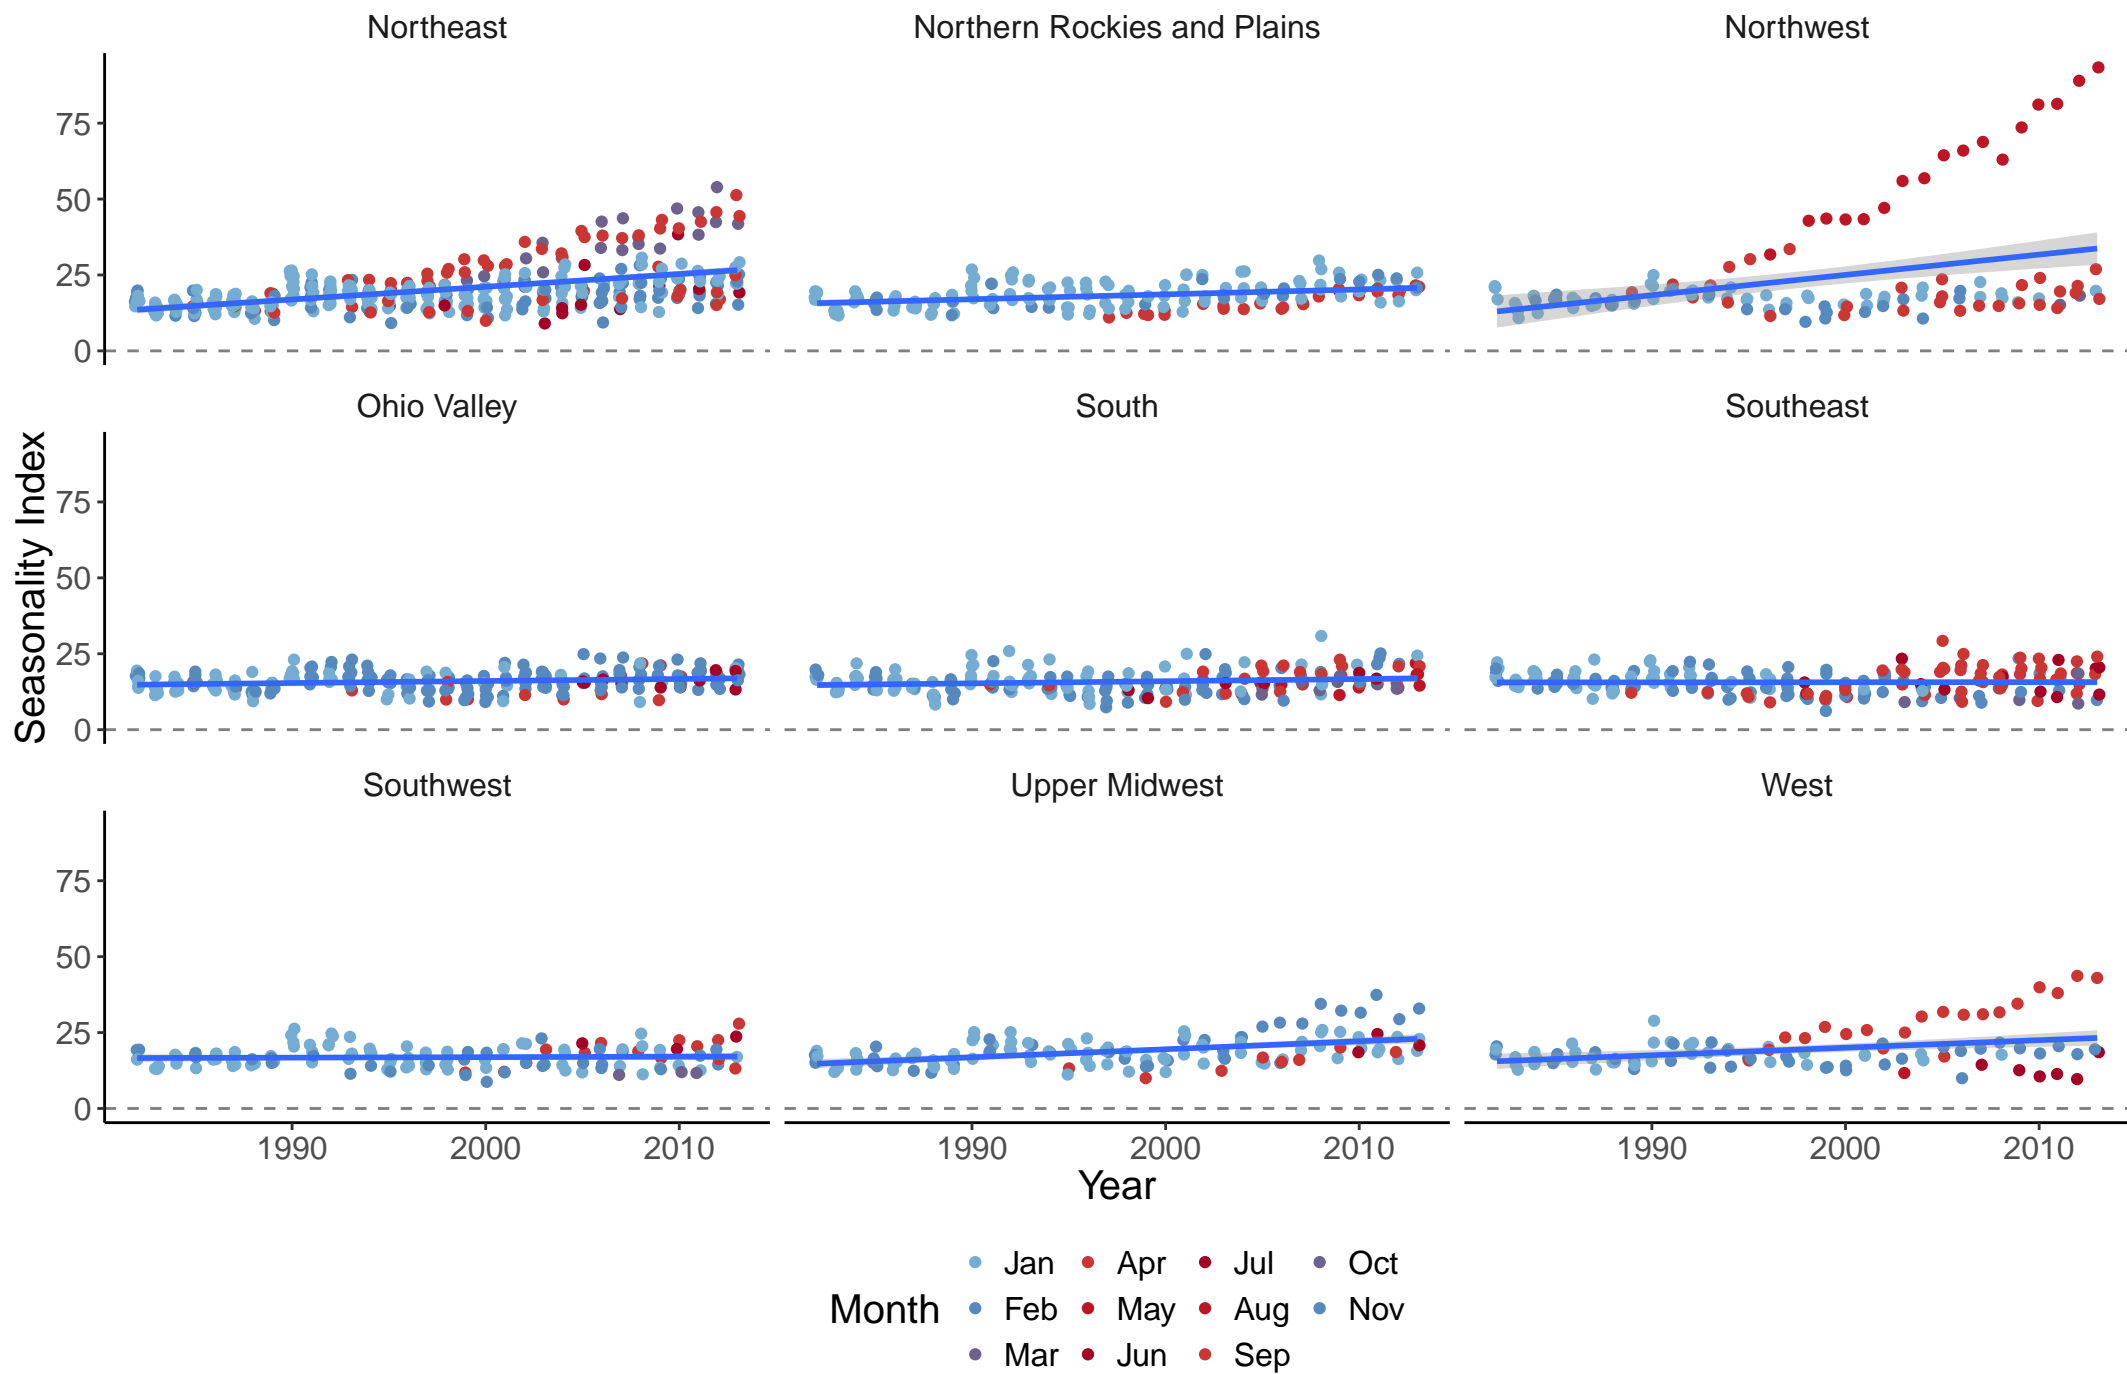 Northeast Northern Rockies and Plains Northwest
75
50
25
0
Ohio Valley South Southeast
Seasonality Index
75
50
25
0
Southwest Upper Midwest West
75
50
25
0
1990 2000 2010 1990 2000 2010 1990 2000 2010
Year
Jan Apr Jul Oct
Month Feb May Aug Nov
Mar Jun Sep